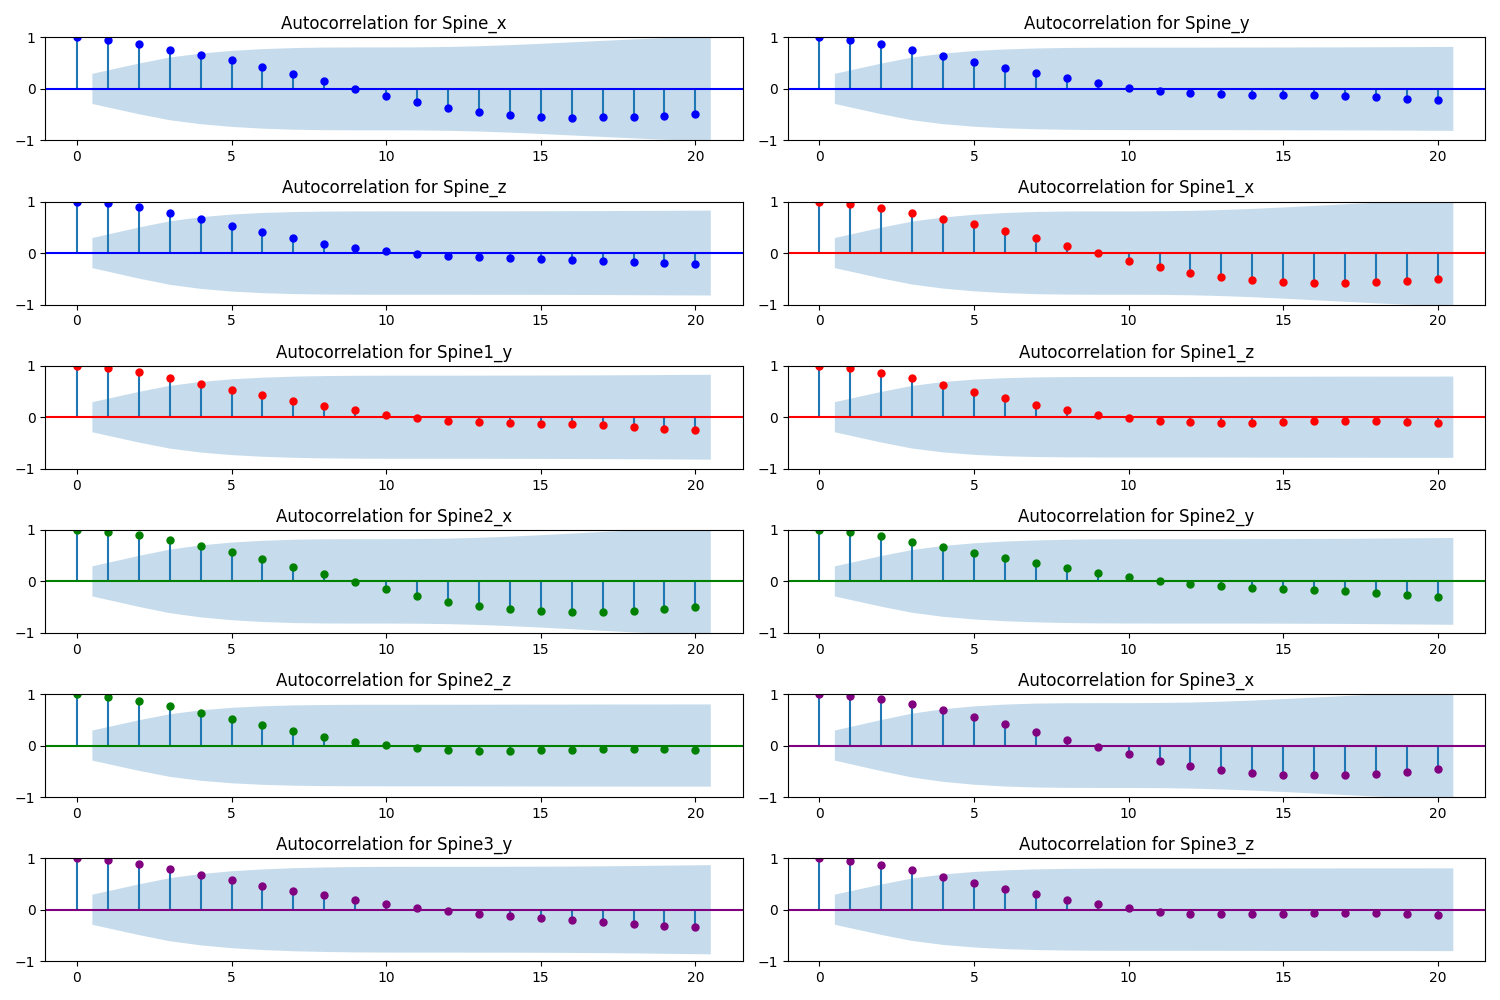 Autocorrelation for Spine_x
1
0
−1
0 5 10 15 20
Autocorrelation for Spine_y
1
0
−1
0 5 10 15 20
Autocorrelation for Spine_z
1
0
−1
0 5 10 15 20
Autocorrelation for Spine1_x
1
0
−1
0 5 10 15 20
Autocorrelation for Spine1_y
1
0
−1
0 5 10 15 20
Autocorrelation for Spine1_z
1
0
−1
0 5 10 15 20
Autocorrelation for Spine2_x
1
0
−1
0 5 10 15 20
Autocorrelation for Spine2_y
1
0
−1
0 5 10 15 20
Autocorrelation for Spine2_z
1
0
−1
0 5 10 15 20
Autocorrelation for Spine3_x
1
0
−1
0 5 10 15 20
Autocorrelation for Spine3_y
1
0
−1
0 5 10 15 20
Autocorrelation for Spine3_z
1
0
−1
0 5 10 15 20